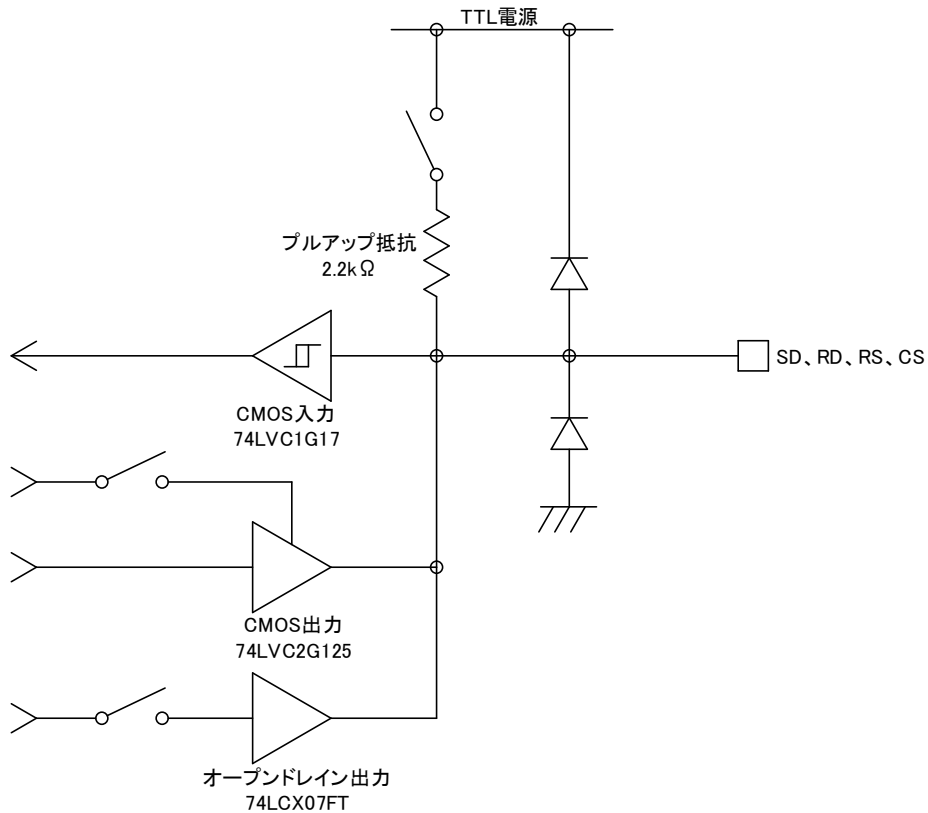 TTL電源
プルアップ抵抗
2.2kΩ
SD、RD、RS、CS
CMOS入力
74LVC1G17
CMOS出力
74LVC2G125
オープンドレイン出力
74LCX07FT